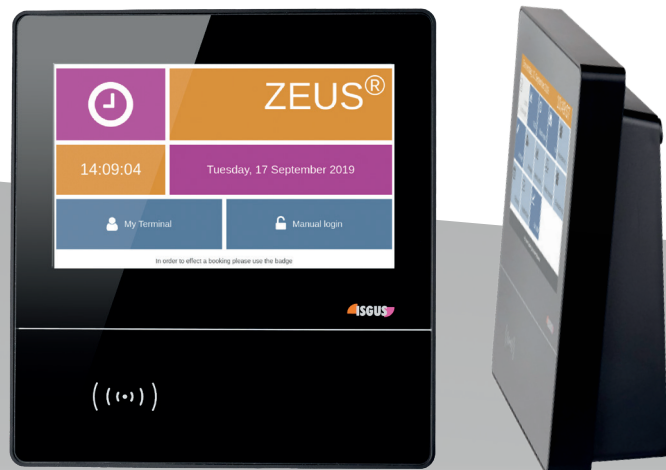 ZEUS®
14:09:04
Tuesday, 17 September 2019
My Terminal
Manual login
In order to effect a booking please use the badge
ISGUS